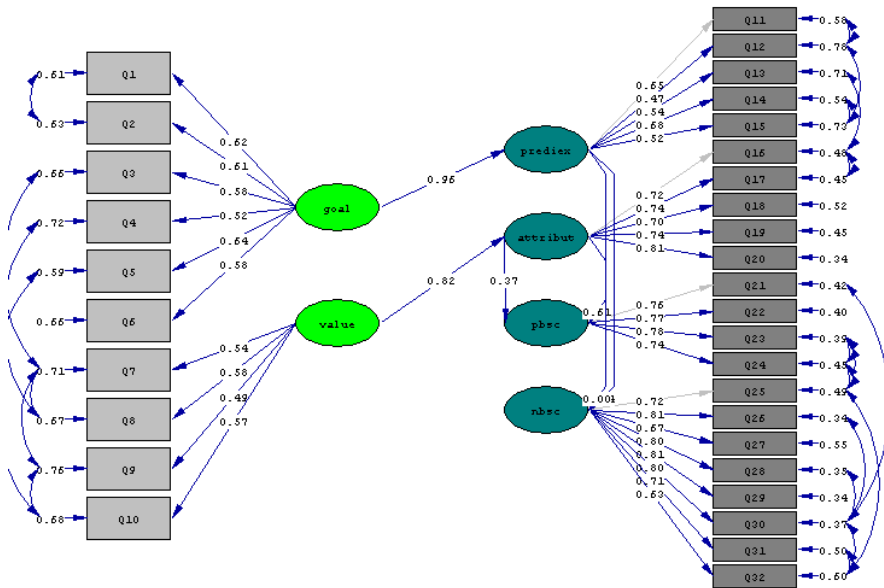 0.61 Q1
0.63 Q2
0.66 Q3
0.72 Q4
0.59 Q5
0.66 Q6
0.71 Q7
0.67 Q8
0.76 Q9
0.68 Q10
0.62
0.61
0.58
0.52
0.64
0.58
0.54
0.58
0.49
0.57
goal
value
0.96
0.82
prediex
attribut
0.37
pbsc
nbsc
0.61
0.65
0.47
0.54
0.68
0.52
0.72
0.74
0.70
0.74
0.81
0.76
0.77
0.78
0.74
0.72
0.81
0.67
0.80
0.81
0.80
0.71
0.63
Q11 0.58
Q12 0.78
Q13 0.71
Q14 0.54
Q15 0.73
Q16 0.48
Q17 0.45
Q18 0.52
Q19 0.45
Q20 0.34
Q21 0.42
Q22 0.40
Q23 0.39
Q24 0.45
Q25 0.49
Q26 0.34
Q27 0.55
Q28 0.35
Q29 0.34
Q30 0.37
Q31 0.50
Q32 0.60